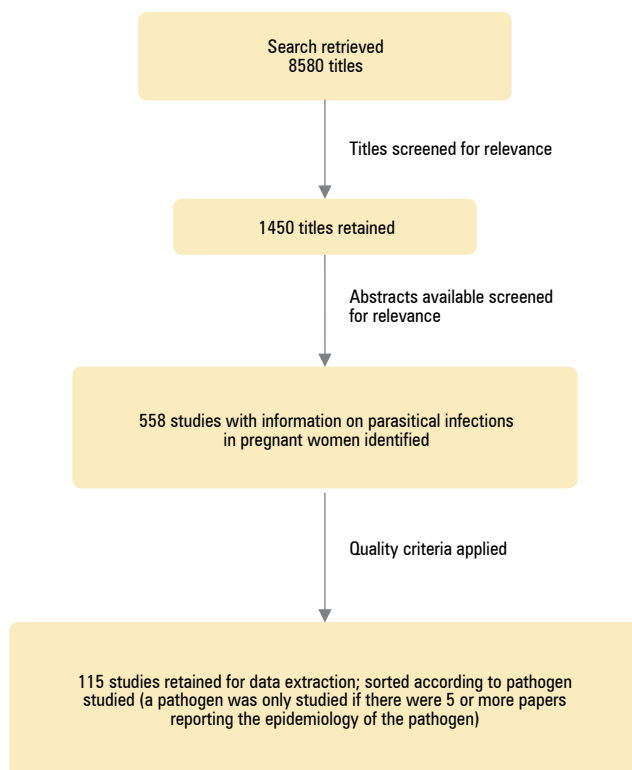 Search retrieved
8580 titles
Titles screened for relevance
1450 titles retained
Abstracts available screened
for relevance
558 studies with information on parasitical infections
in pregnant women identified
Quality criteria applied
115 studies retained for data extraction; sorted according to pathogen
studied (a pathogen was only studied if there were 5 or more papers
reporting the epidemiology of the pathogen)